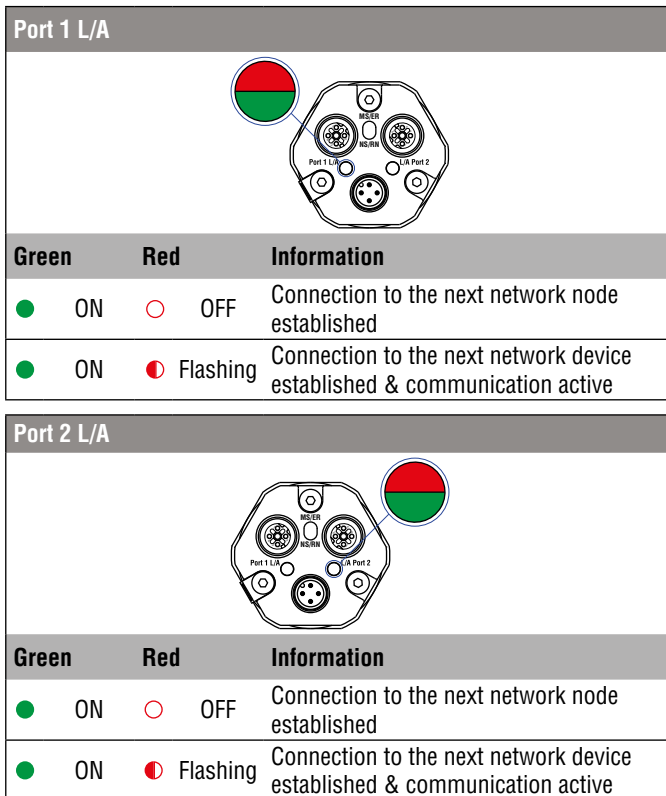 Port 1 L/A
MS/ER
NS/RN
Port 1 L/A
L/A Port 2
Green Red Information
ON OFF Connection to the next network node
established
ON Flashing Connection to the next network device
established & communication active
Port 2 L/A
MS/ER
NS/RN
Port 1 L/A
L/A Port 2
Green Red Information
ON OFF Connection to the next network node
established
ON Flashing Connection to the next network device
established & communication active